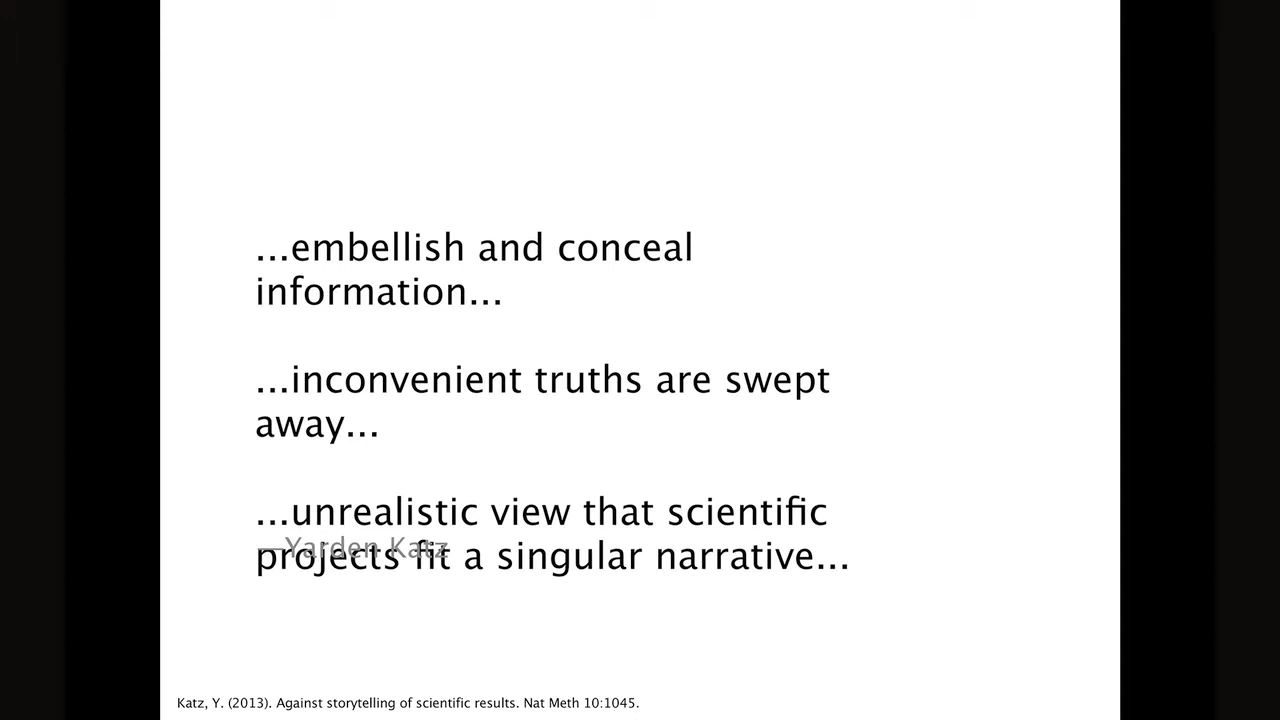 ...embellish and conceal
information...
...inconvenient truths are swept
away...
...unrealistic view that scientific
—Yarden Katz
projects fit a singular narrative...
Katz, Y. (2013). Against storytelling of scientific results. Nat Meth 10:1045.